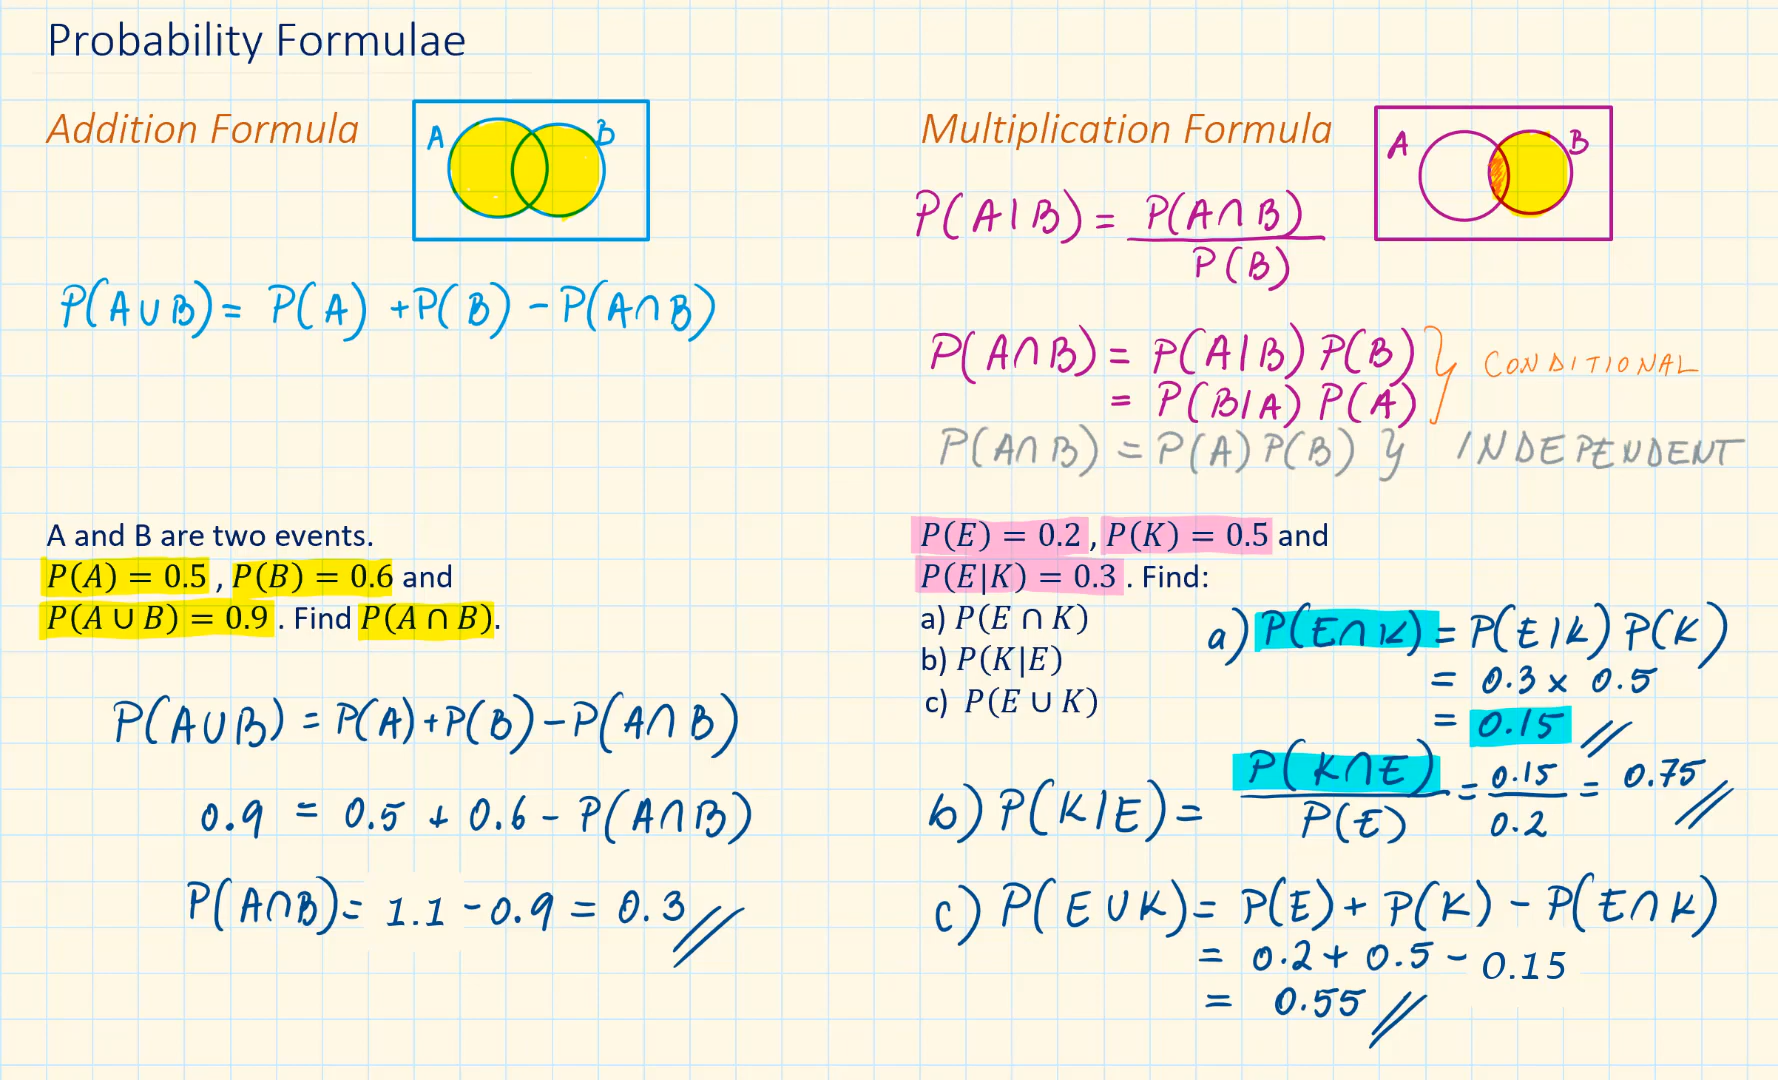 Probability Formulae
Addition Formula
A B
P(A∪B) = P(A) + P(B) - P(A∩B)
A and B are two events.
P(A) = 0.5 , P(B) = 0.6 and
P(A ∪ B) = 0.9 . Find P(A ∩ B).
P(A∪B) = P(A) + P(B) - P(A∩B)
0.9 = 0.5 + 0.6 - P(A∩B)
P(A∩B) = 1.1 - 0.9 = 0.3
Multiplication Formula
A B
P(A|B) = P(A∩B)
P(B)
P(A∩B) = P(A|B) P(B)
= P(B|A) P(A)
} CONDITIONAL
P(A∩B) = P(A) P(B) } INDEPENDENT
P(E) = 0.2 , P(K) = 0.5 and
P(E|K) = 0.3 . Find:
a) P(E ∩ K)
b) P(K|E)
c) P(E ∪ K)
a) P(E∩K) = P(E|K) P(K)
= 0.3 x 0.5
= 0.15 //
b) P(K|E) = P(K∩E) = 0.15 = 0.75 //
P(E) 0.2
c) P(E∪K) = P(E) + P(K) - P(E∩K)
= 0.2 + 0.5 - 0.15
= 0.55 //